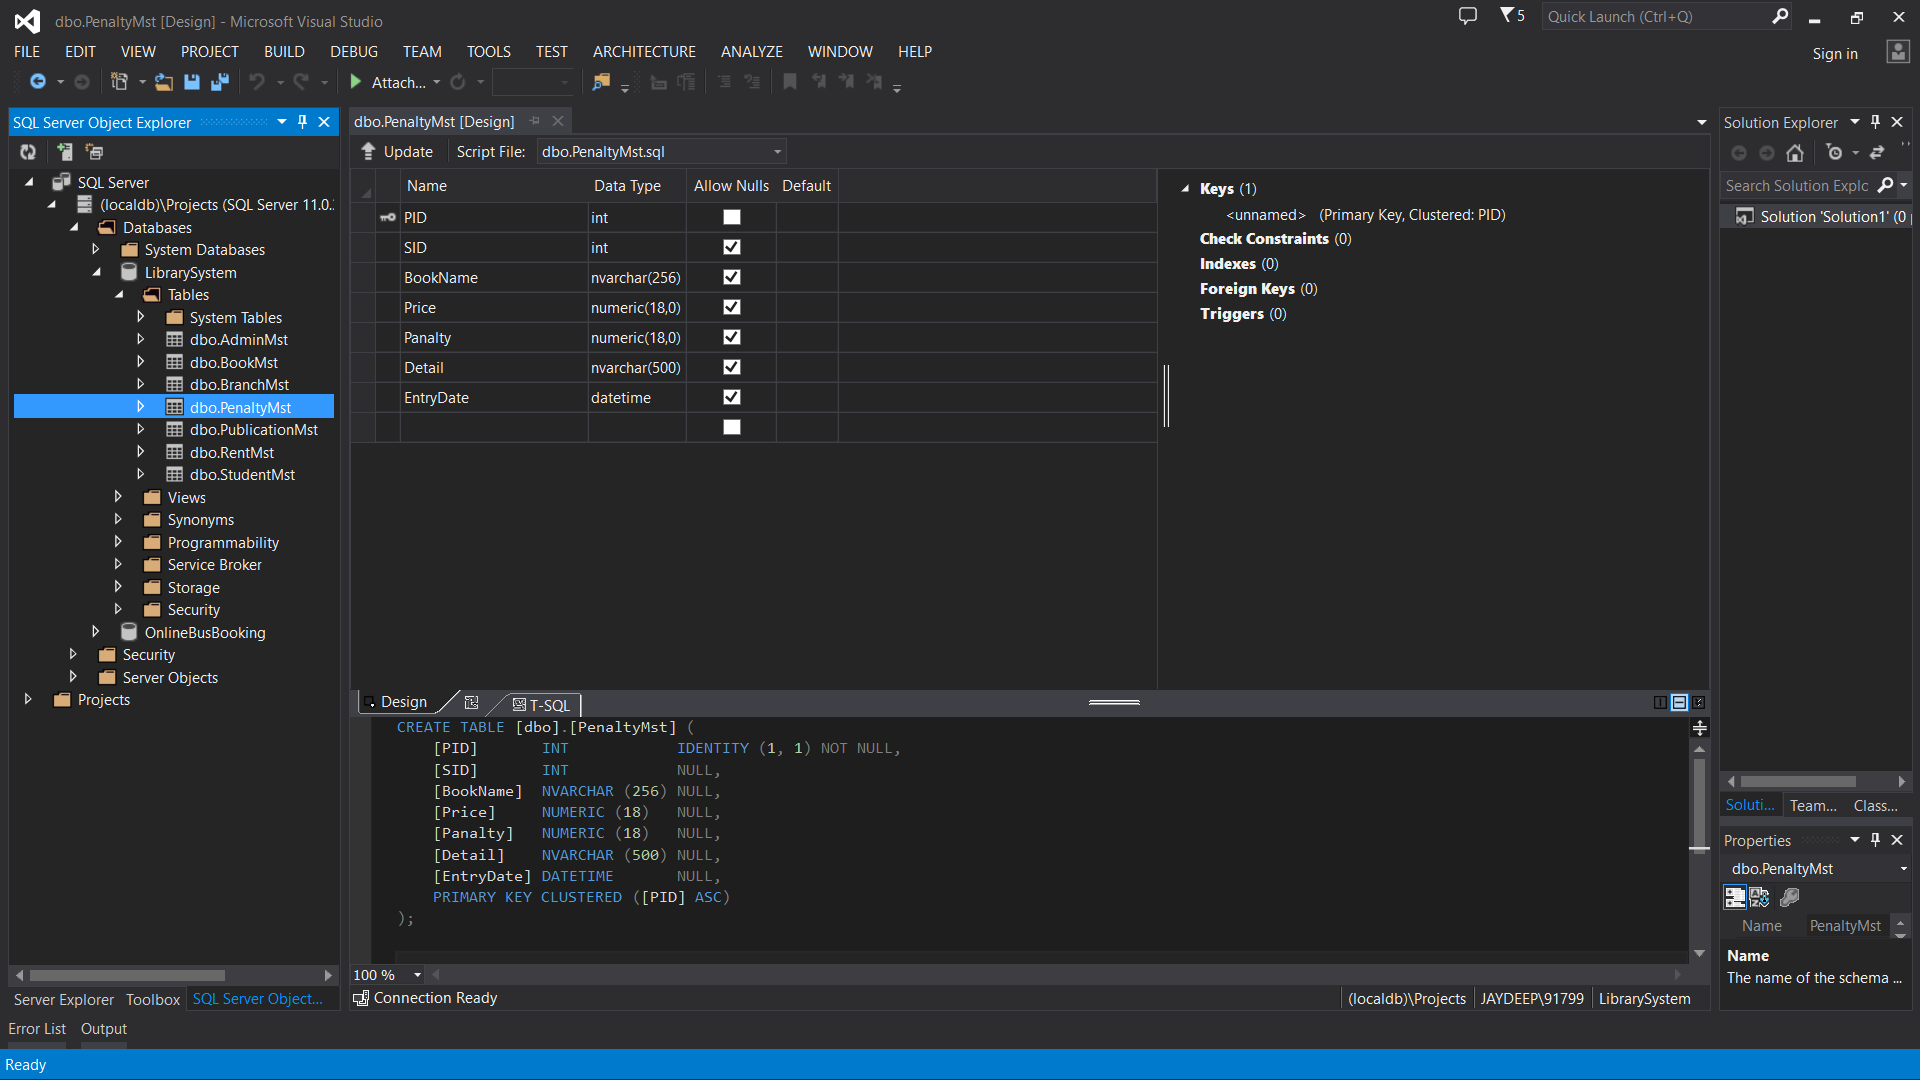 dbo.PenaltyMst [Design] - Microsoft Visual Studio
5
Quick Launch (Ctrl+Q)
FILE EDIT VIEW PROJECT BUILD DEBUG TEAM TOOLS TEST ARCHITECTURE ANALYZE WINDOW HELP
Sign in
Attach...
SQL Server Object Explorer
SQL Server
(localdb)\Projects (SQL Server 11.0.
Databases
System Databases
LibrarySystem
Tables
System Tables
dbo.AdminMst
dbo.BookMst
dbo.BranchMst
dbo.PenaltyMst
dbo.PublicationMst
dbo.RentMst
dbo.StudentMst
Views
Synonyms
Programmability
Service Broker
Storage
Security
OnlineBusBooking
Security
Server Objects
Projects
Server Explorer Toolbox SQL Server Object...
dbo.PenaltyMst [Design]
Update Script File: dbo.PenaltyMst.sql
Name Data Type Allow Nulls Default
PID int
SID int
BookName nvarchar(256)
Price numeric(18,0)
Panalty numeric(18,0)
Detail nvarchar(500)
EntryDate datetime
Keys (1)
<unnamed> (Primary Key, Clustered: PID)
Check Constraints (0)
Indexes (0)
Foreign Keys (0)
Triggers (0)
Design T-SQL
CREATE TABLE [dbo].[PenaltyMst] (
[PID] INT IDENTITY (1, 1) NOT NULL,
[SID] INT NULL,
[BookName] NVARCHAR (256) NULL,
[Price] NUMERIC (18) NULL,
[Panalty] NUMERIC (18) NULL,
[Detail] NVARCHAR (500) NULL,
[EntryDate] DATETIME NULL,
PRIMARY KEY CLUSTERED ([PID] ASC)
);
100 %
Connection Ready
(localdb)\Projects JAYDEEP\91799 LibrarySystem
Solution Explorer
Search Solution Explo
Solution 'Solution1' (0
Soluti... Team... Class...
Properties
dbo.PenaltyMst
Name PenaltyMst
Name
The name of the schema ...
Error List Output
Ready